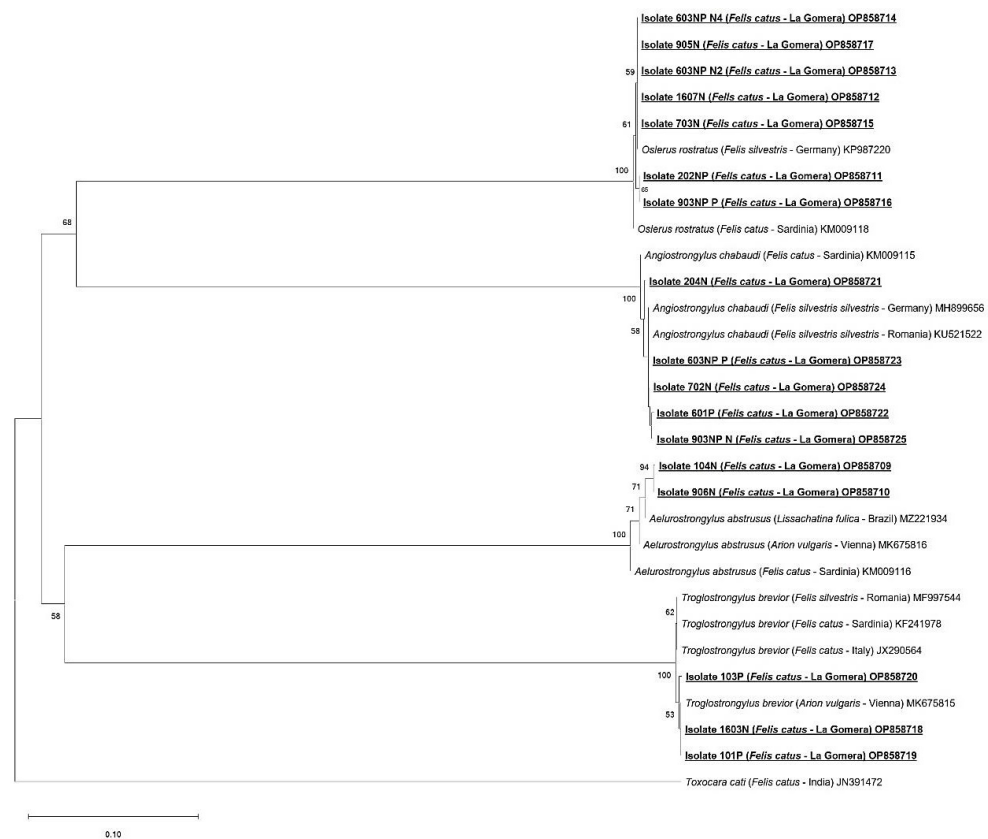 Isolate 603NP N4 (Felis catus - La Gomera) OP858714
Isolate 905N (Felis catus - La Gomera) OP858717
59
Isolate 603NP N2 (Felis catus - La Gomera) OP858713
Isolate 1607N (Felis catus - La Gomera) OP858712
61
Isolate 703N (Felis catus - La Gomera) OP858715
Oslerus rostratus (Felis silvestris - Germany) KP987220
100
Isolate 202NP (Felis catus - La Gomera) OP858711
65
Isolate 903NP P (Felis catus - La Gomera) OP858716
68
Oslerus rostratus (Felis catus - Sardinia) KM009118
Angiostrongylus chabaudi (Felis catus - Sardinia) KM009115
Isolate 204N (Felis catus - La Gomera) OP858721
100
Angiostrongylus chabaudi (Felis silvestris silvestris - Germany) MH899656
58
Angiostrongylus chabaudi (Felis silvestris silvestris - Romania) KU521522
Isolate 603NP P (Felis catus - La Gomera) OP858723
Isolate 702N (Felis catus - La Gomera) OP858724
Isolate 601P (Felis catus - La Gomera) OP858722
Isolate 903NP N (Felis catus - La Gomera) OP858725
94
Isolate 104N (Felis catus - La Gomera) OP858709
71
Isolate 906N (Felis catus - La Gomera) OP858710
71
Aelurostrongylus abstrusus (Lissachatina fulica - Brazil) MZ221934
100
Aelurostrongylus abstrusus (Arion vulgaris - Vienna) MK675816
Aelurostrongylus abstrusus (Felis catus - Sardinia) KM009116
Troglostrongylus brevior (Felis silvestris - Romania) MF997544
62
58
Troglostrongylus brevior (Felis catus - Sardinia) KF241978
Troglostrongylus brevior (Felis catus - Italy) JX290564
100
Isolate 103P (Felis catus - La Gomera) OP858720
Troglostrongylus brevior (Arion vulgaris - Vienna) MK675815
53
Isolate 1603N (Felis catus - La Gomera) OP858718
Isolate 101P (Felis catus - La Gomera) OP858719
Toxocara cati (Felis catus - India) JN391472
0.10